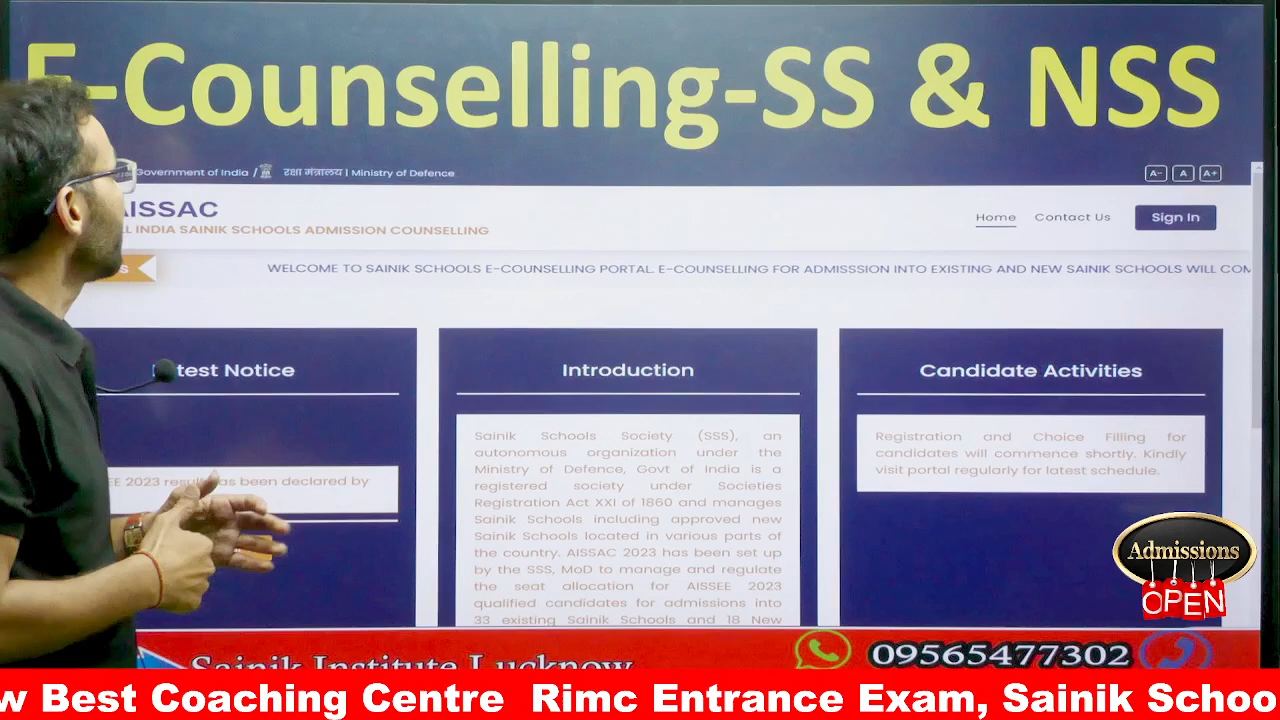 E-Counselling-SS & NSS
Government of India / रक्षा मंत्रालय | Ministry of Defence
A- A A+
AISSAC
ALL INDIA SAINIK SCHOOLS ADMISSION COUNSELLING
Home Contact Us Sign In
WELCOME TO SAINIK SCHOOLS E-COUNSELLING PORTAL. E-COUNSELLING FOR ADMISSSION INTO EXISTING AND NEW SAINIK SCHOOLS WILL COM
Latest Notice
2023 result has been declared by
Introduction
Sainik Schools Society (SSS), an
autonomous organization under the
Ministry of Defence, Govt of India is a
registered society under Societies
Registration Act XXI of 1860 and manages
Sainik Schools including approved new
Sainik Schools located in various parts of
the country. AISSAC 2023 has been set up
by the SSS, MoD to manage and regulate
the seat allocation for AISSEE 2023
qualified candidates for admissions into
33 existing Sainik Schools and 18 New
Candidate Activities
Registration and Choice Filling for
candidates will commence shortly. Kindly
visit portal regularly for latest schedule.
Admissions
OPEN
Sainik Institute Lucknow
09565477302
w Best Coaching Centre Rimc Entrance Exam, Sainik Schoo